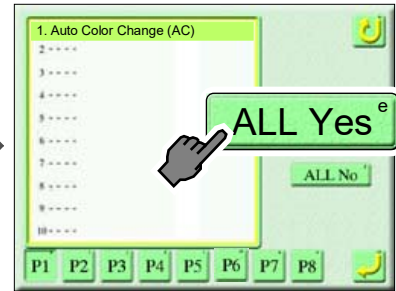 1. Auto Color Change (AC)
2 - - - -
3 - - - -
4 - - - -
5 - - - -
6 - - - -
7 - - - -
8 - - - -
9 - - - -
10 - - - -
ALL Yes e
ALL No
P1 P2 P3 P4 P5 P6 P7 P8